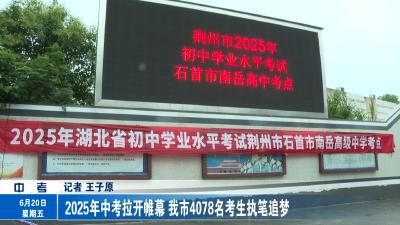 荆州市2025年
初中学业水平考试
石首市南岳高中考点
2025年湖北省初中学业水平考试荆州市石首市南岳高级中学考点
中考 记者 王子原
6月20日
星期五
2025年中考拉开帷幕 我市4078名考生执笔追梦